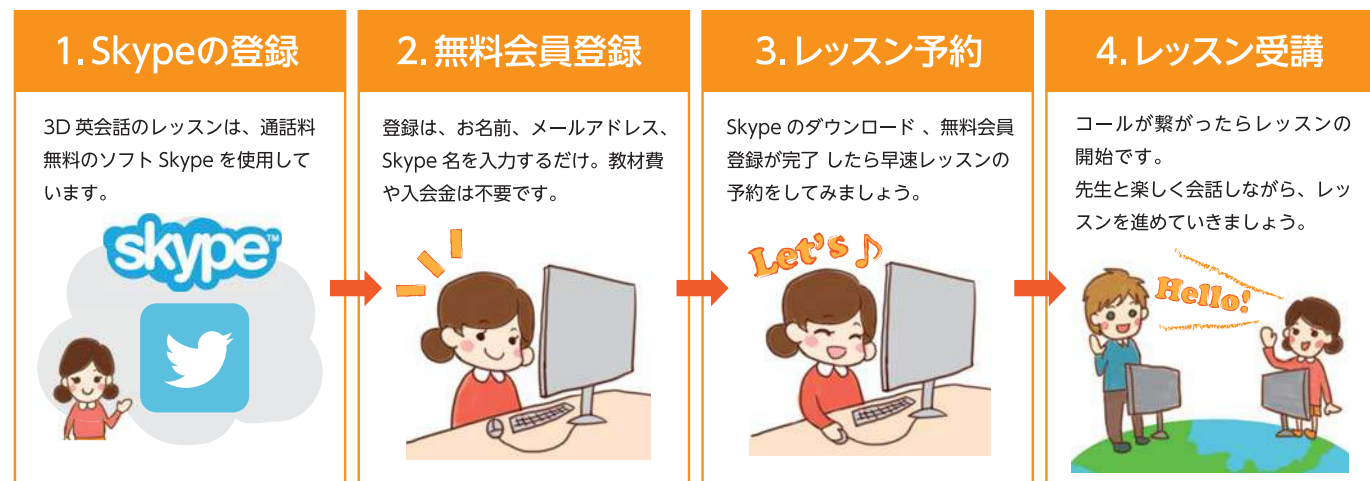 1.Skypeの登録
3D 英会話のレッスンは、通話料
無料のソフト Skype を使用して
います。
skype™
2.無料会員登録
登録は、お名前、メールアドレス、
Skype 名を入力するだけ。教材費
や入会金は不要です。
3.レッスン予約
Skype のダウンロード 、無料会員
登録が完了 したら早速レッスンの
予約をしてみましょう。
Let's♪
4.レッスン受講
コールが繋がったらレッスンの
開始です。
先生と楽しく会話しながら、レッ
スンを進めていきましょう。
Hello!